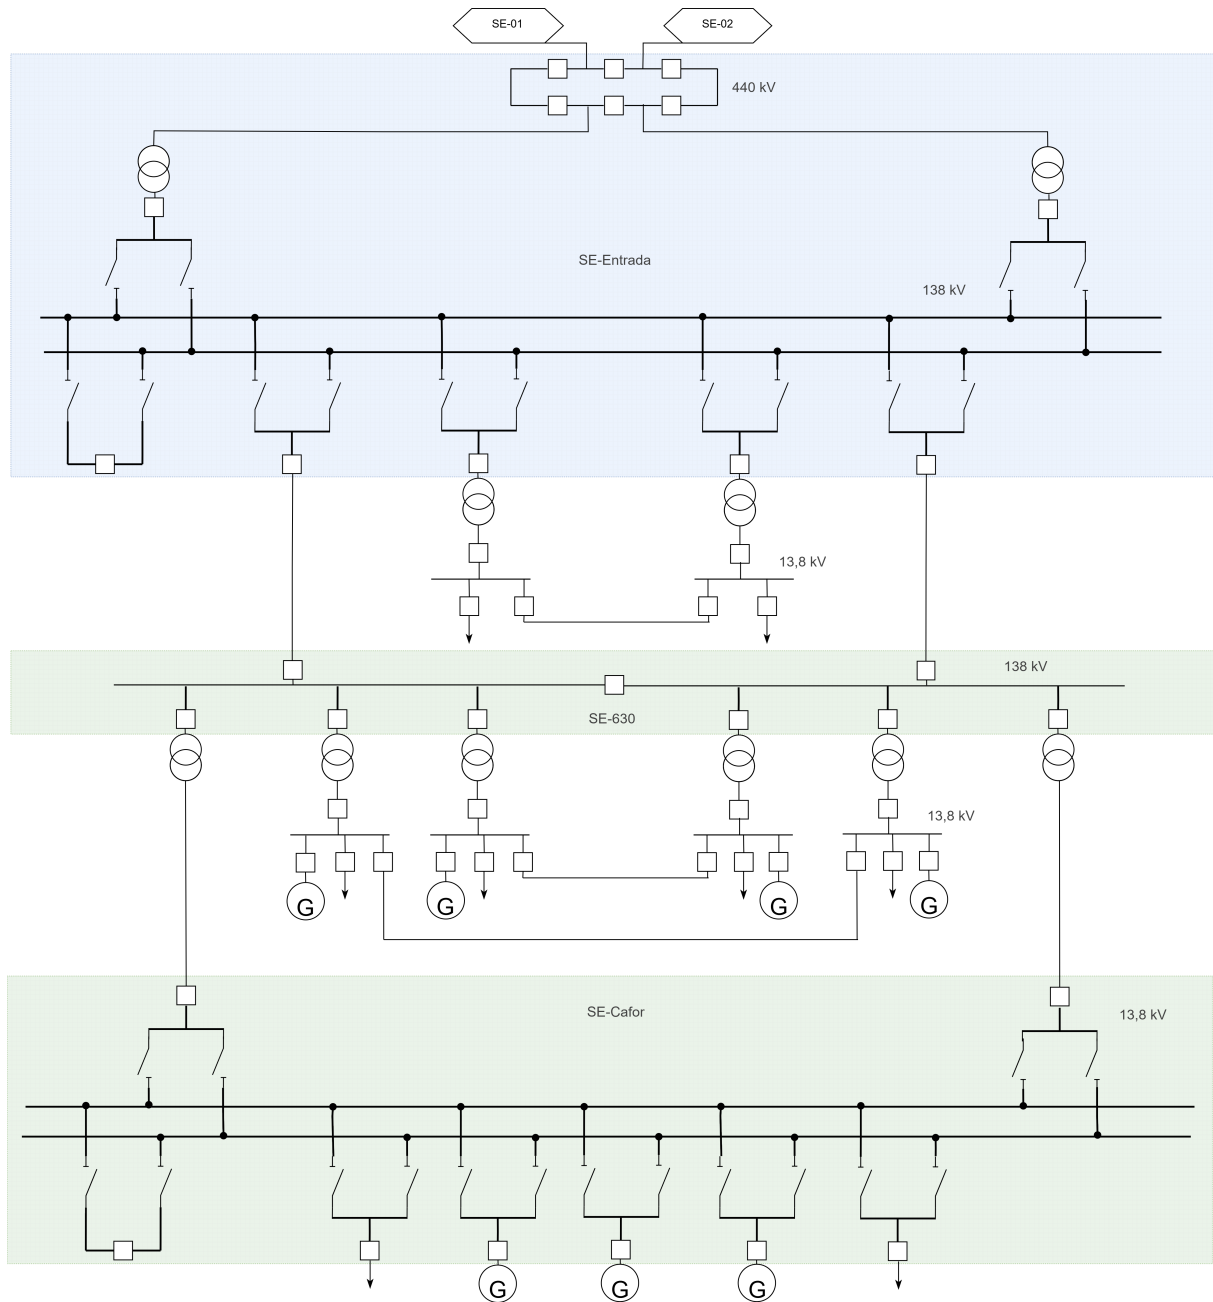 SE-01
SE-02
440 kV
SE-Entrada
138 kV
13,8 kV
138 kV
SE-630
13,8 kV
G
G
G
G
SE-Cafor
13,8 kV
G
G
G